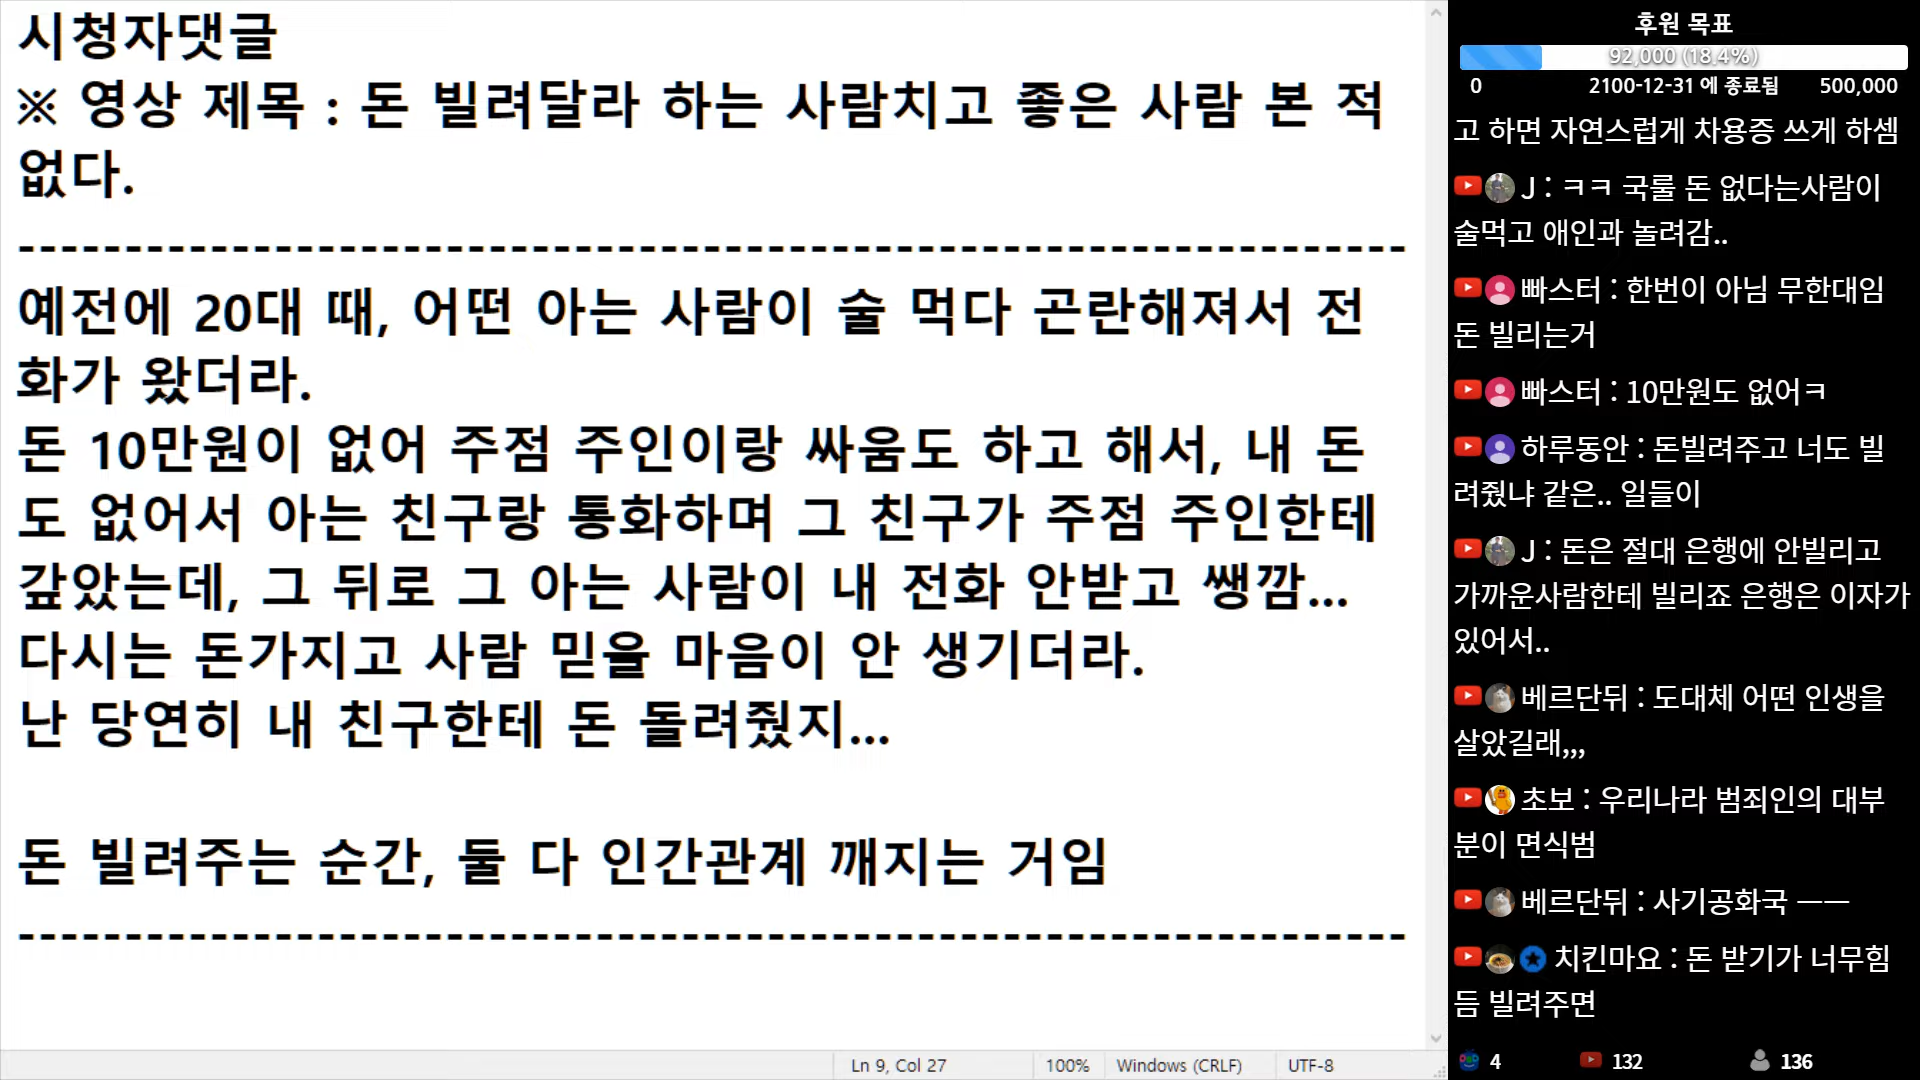 시청자댓글
※ 영상 제목 : 돈 빌려달라 하는 사람치고 좋은 사람 본 적
없다.
-----------------------------------------------------------------
예전에 20대 때, 어떤 아는 사람이 술 먹다 곤란해져서 전
화가 왔더라.
돈 10만원이 없어 주점 주인이랑 싸움도 하고 해서, 내 돈
도 없어서 아는 친구랑 통화하며 그 친구가 주점 주인한테
갚았는데, 그 뒤로 그 아는 사람이 내 전화 안받고 쌩깜...
다시는 돈가지고 사람 믿을 마음이 안 생기더라.
난 당연히 내 친구한테 돈 돌려줬지...
돈 빌려주는 순간, 둘 다 인간관계 깨지는 거임
-----------------------------------------------------------------
Ln 9, Col 27
100%
Windows (CRLF)
UTF-8
후원 목표
92,000 (18.4%)
0 2100-12-31 에 종료됨 500,000
고 하면 자연스럽게 차용증 쓰게 하셈
J : ㅋㅋ 국룰 돈 없다는사람이
술먹고 애인과 놀려감..
빠스터 : 한번이 아님 무한대임
돈 빌리는거
빠스터 : 10만원도 없어ㅋ
하루동안 : 돈빌려주고 너도 빌
려줬냐 같은.. 일들이
J : 돈은 절대 은행에 안빌리고
가까운사람한테 빌리죠 은행은 이자가
있어서..
베르단뒤 : 도대체 어떤 인생을
살았길래,,,
초보 : 우리나라 범죄인의 대부
분이 면식범
베르단뒤 : 사기공화국 ㅡㅡ
치킨마요 : 돈 받기가 너무힘
듬 빌려주면
4 132 136